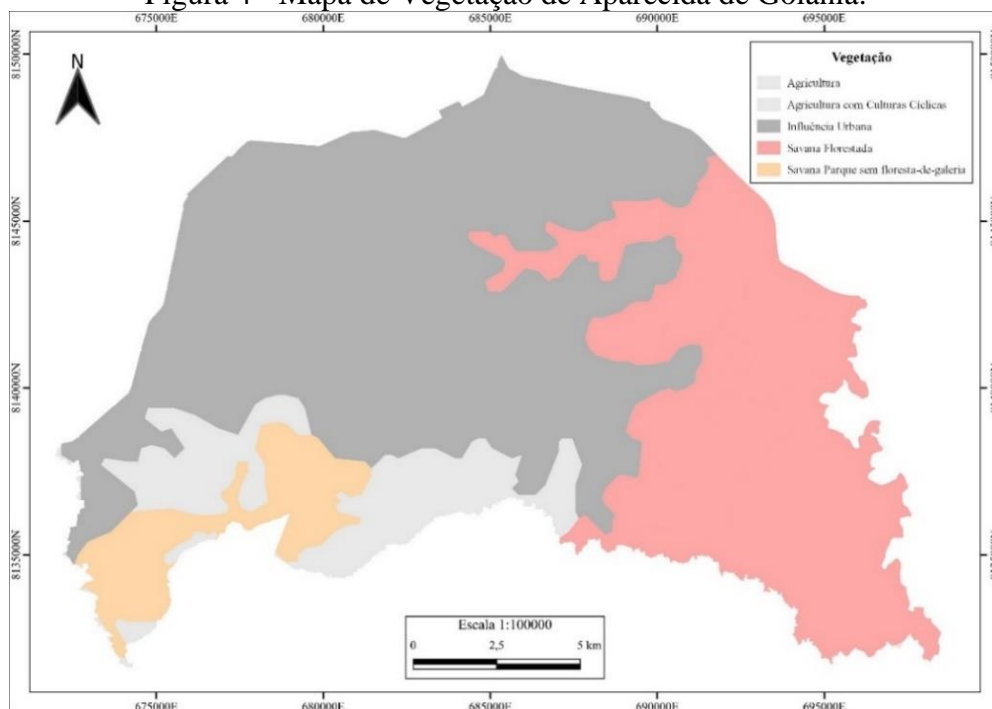 Figura 4 - Mapa de Vegetação de Aparecida de Goiânia.
675000E 680000E 685000E 690000E 695000E
N
8150000N
8145000N
8140000N
8135000N
Vegetação
Agricultura
Agricultura com Culturas Cíclicas
Influência Urbana
Savana Florestada
Savana Parque sem floresta-de-galeria
Escala 1:100000
0 2,5 5 km
675000E 680000E 685000E 690000E 695000E